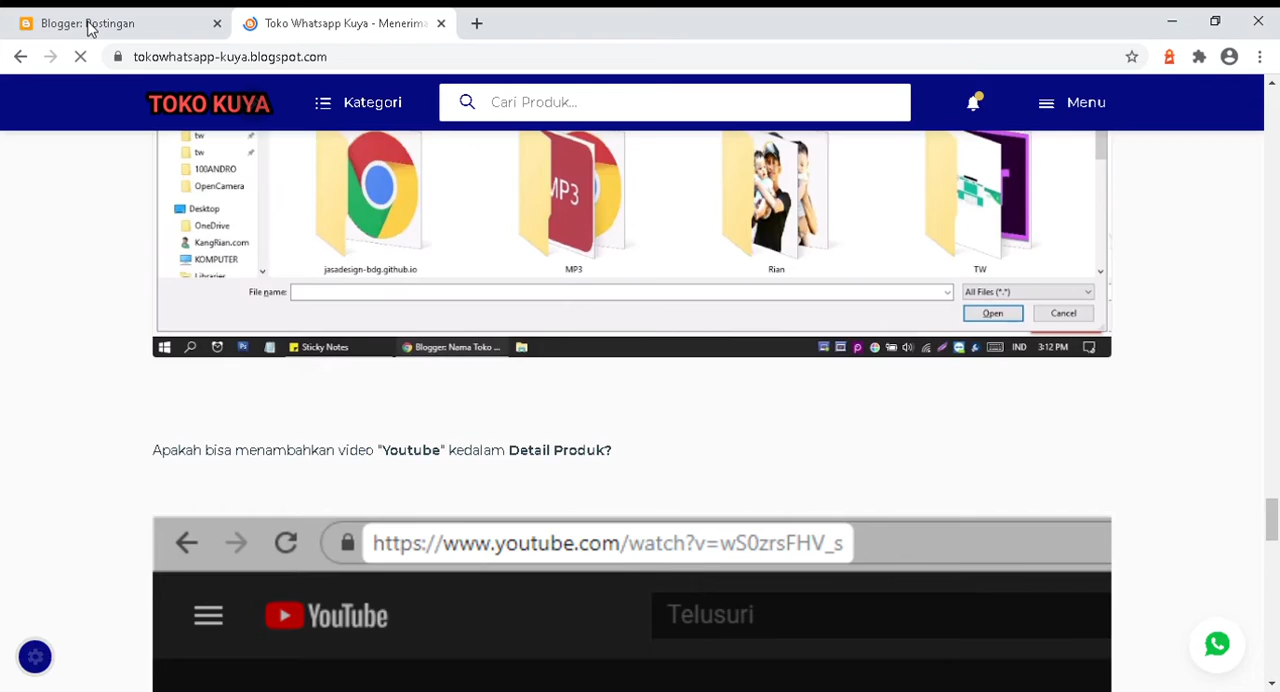 Blogger: Postingan
Toko Whatsapp Kuya - Menerima
tokowhatsapp-kuya.blogspot.com
TOKO KUYA
Kategori
Cari Produk...
Menu
tw
tw
100ANDRO
OpenCamera
Desktop
OneDrive
KangRian.com
KOMPUTER
Libraries
MP3
jasadesign-bdg.github.io
MP3
Rian
TW
File name:
All Files (*.*)
Open
Cancel
Sticky Notes
Blogger: Nama Toko ...
IND
3:12 PM
Apakah bisa menambahkan video "Youtube" kedalam Detail Produk?
https://www.youtube.com/watch?v=wS0zrsFHV_s
YouTube
Telusuri